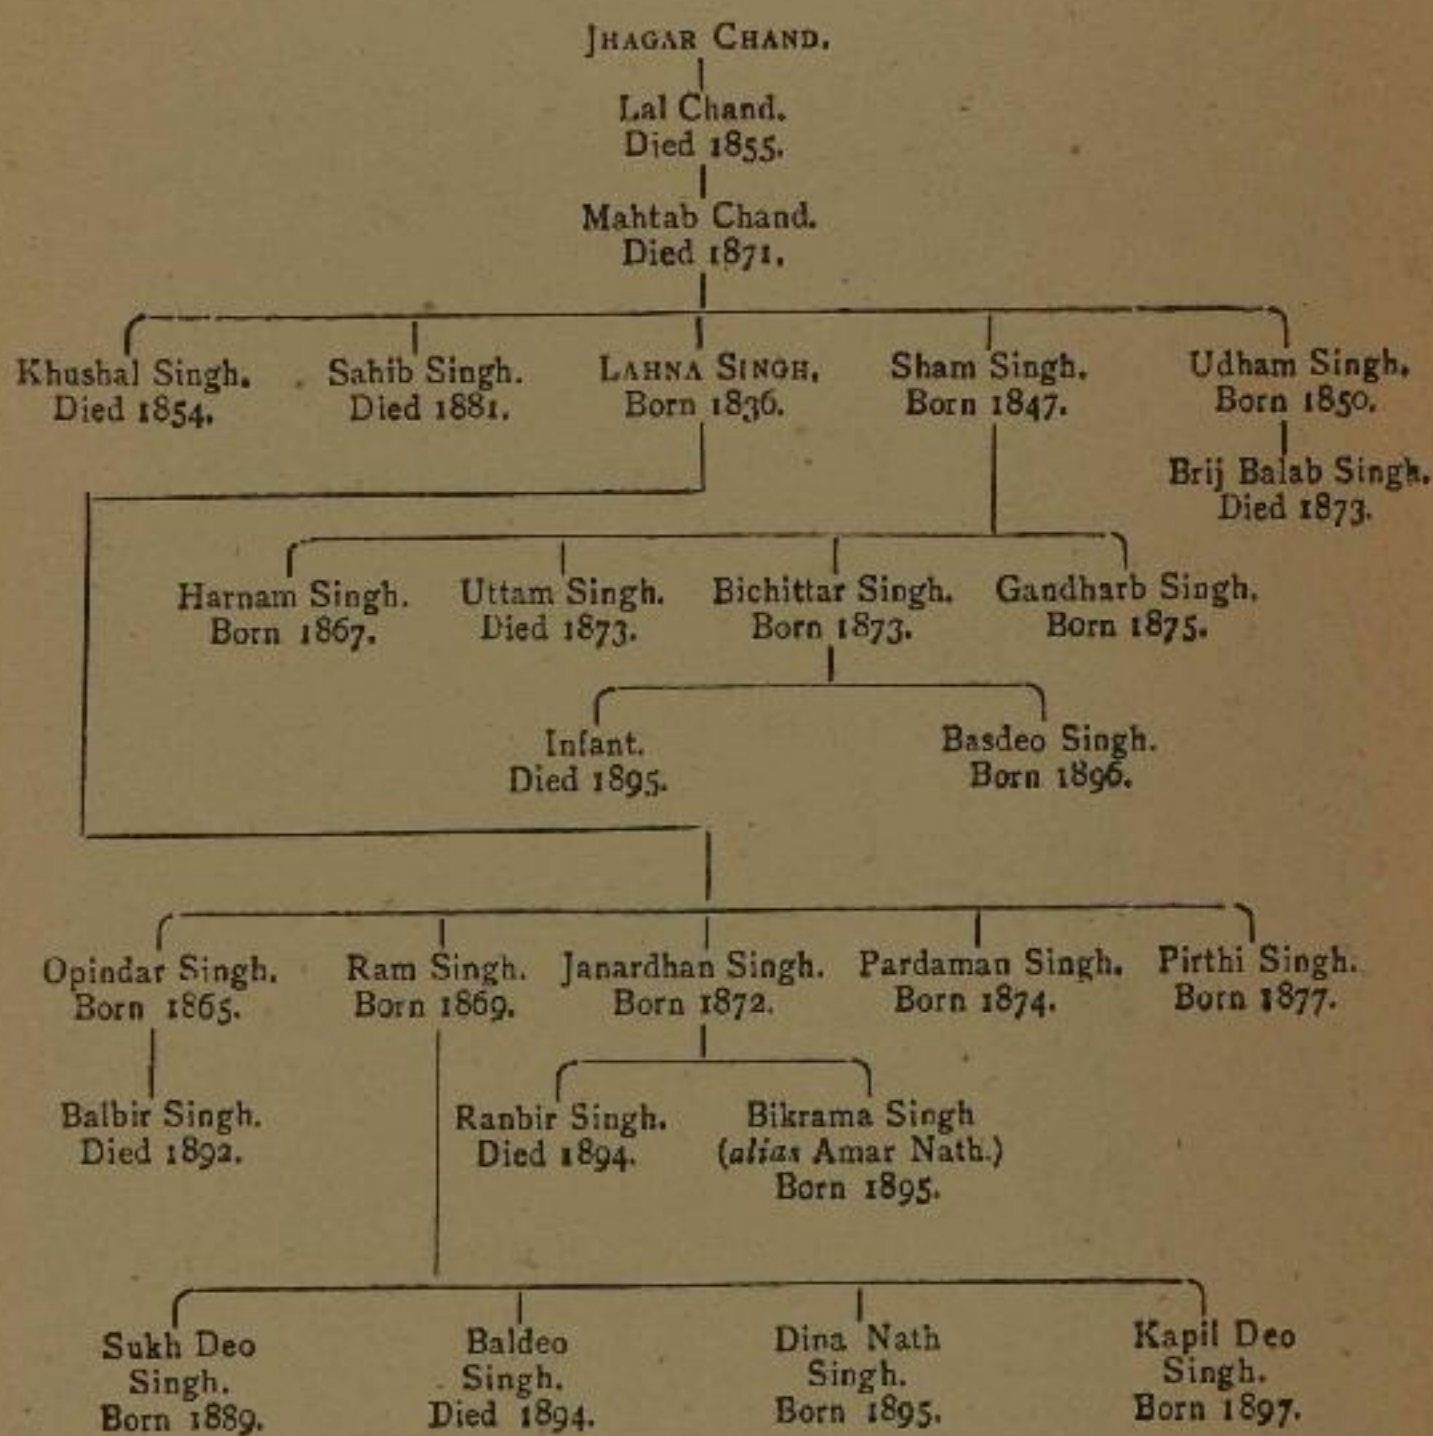 JHAGAR CHAND.
Lal Chand.
Died 1855.
Mahtab Chand.
Died 1871.
Khushal Singh. Sahib Singh. LAHNA SINGH. Sham Singh. Udham Singh.
Died 1854. Died 1881. Born 1836. Born 1847. Born 1850.
Brij Balab Singh.
Died 1873.
Harnam Singh. Uttam Singh. Bichittar Singh. Gandharb Singh.
Born 1867. Died 1873. Born 1873. Born 1875.
Infant. Basdeo Singh.
Died 1895. Born 1896.
Opindar Singh. Ram Singh. Janardhan Singh. Pardaman Singh. Pirthi Singh.
Born 1865. Born 1869. Born 1872. Born 1874. Born 1877.
Balbir Singh. Ranbir Singh. Bikrama Singh
Died 1892. Died 1894. (alias Amar Nath.)
Born 1895.
Sukh Deo Baldeo Dina Nath Kapil Deo
Singh. Singh. Singh. Singh.
Born 1889. Died 1894. Born 1895. Born 1897.